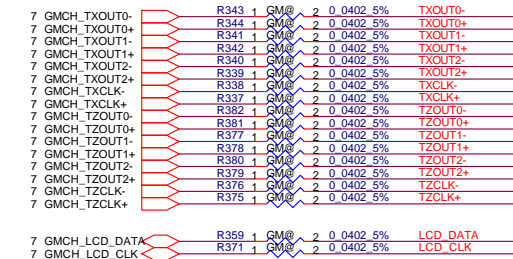 7 GMCH_TXOUT0- R343 1 GM@ 2 0_0402_5% TXOUT0-
7 GMCH_TXOUT0+ R344 1 GM@ 2 0_0402_5% TXOUT0+
7 GMCH_TXOUT1- R341 1 GM@ 2 0_0402_5% TXOUT1-
7 GMCH_TXOUT1+ R342 1 GM@ 2 0_0402_5% TXOUT1+
7 GMCH_TXOUT2- R340 1 GM@ 2 0_0402_5% TXOUT2-
7 GMCH_TXOUT2+ R339 1 GM@ 2 0_0402_5% TXOUT2+
7 GMCH_TXCLK- R338 1 GM@ 2 0_0402_5% TXCLK-
7 GMCH_TXCLK+ R337 1 GM@ 2 0_0402_5% TXCLK+
7 GMCH_TZOUT0- R382 1 GM@ 2 0_0402_5% TZOUT0-
7 GMCH_TZOUT0+ R381 1 GM@ 2 0_0402_5% TZOUT0+
7 GMCH_TZOUT1- R377 1 GM@ 2 0_0402_5% TZOUT1-
7 GMCH_TZOUT1+ R378 1 GM@ 2 0_0402_5% TZOUT1+
7 GMCH_TZOUT2- R380 1 GM@ 2 0_0402_5% TZOUT2-
7 GMCH_TZOUT2+ R379 1 GM@ 2 0_0402_5% TZOUT2+
7 GMCH_TZCLK- R376 1 GM@ 2 0_0402_5% TZCLK-
7 GMCH_TZCLK+ R375 1 GM@ 2 0_0402_5% TZCLK+
7 GMCH_LCD_DATA R359 1 GM@ 2 0_0402_5% LCD_DATA
7 GMCH_LCD_CLK R371 1 GM@ 2 0_0402_5% LCD_CLK